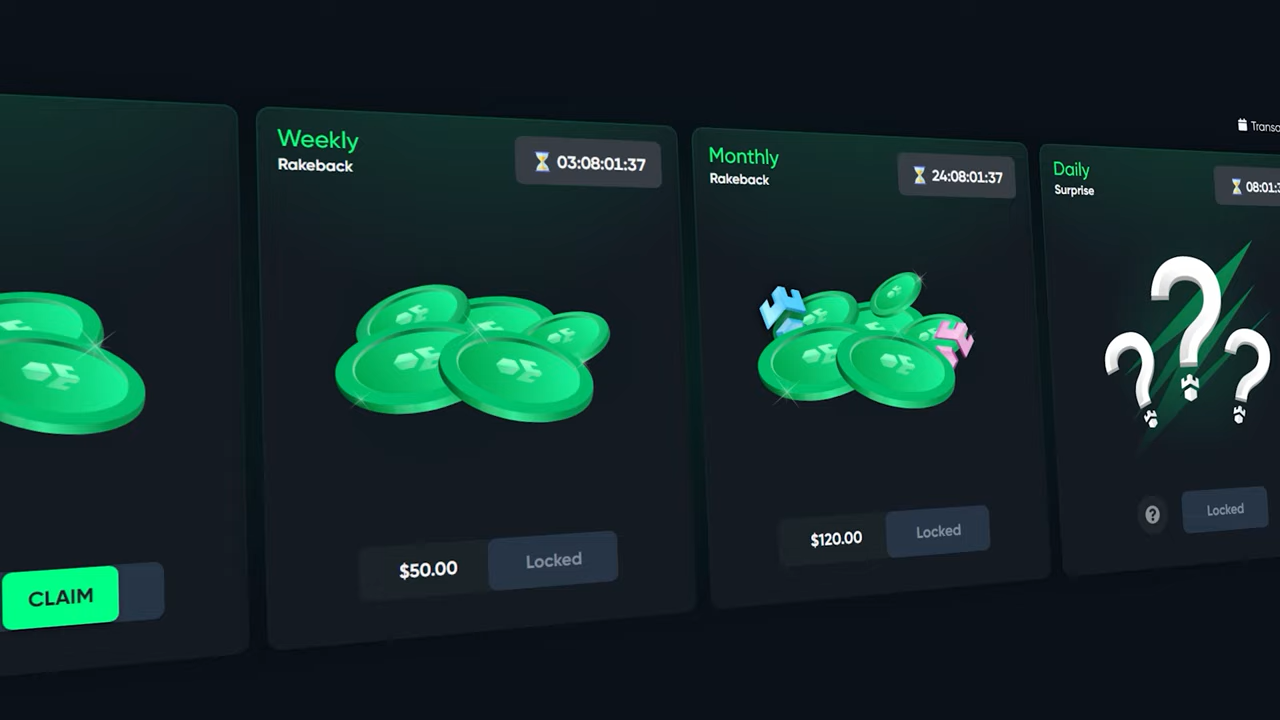 Transa
Weekly
Rakeback
03:08:01:37
$50.00
Locked
Monthly
Rakeback
24:08:01:37
$120.00
Locked
Daily
Surprise
08:01:3
Locked
CLAIM